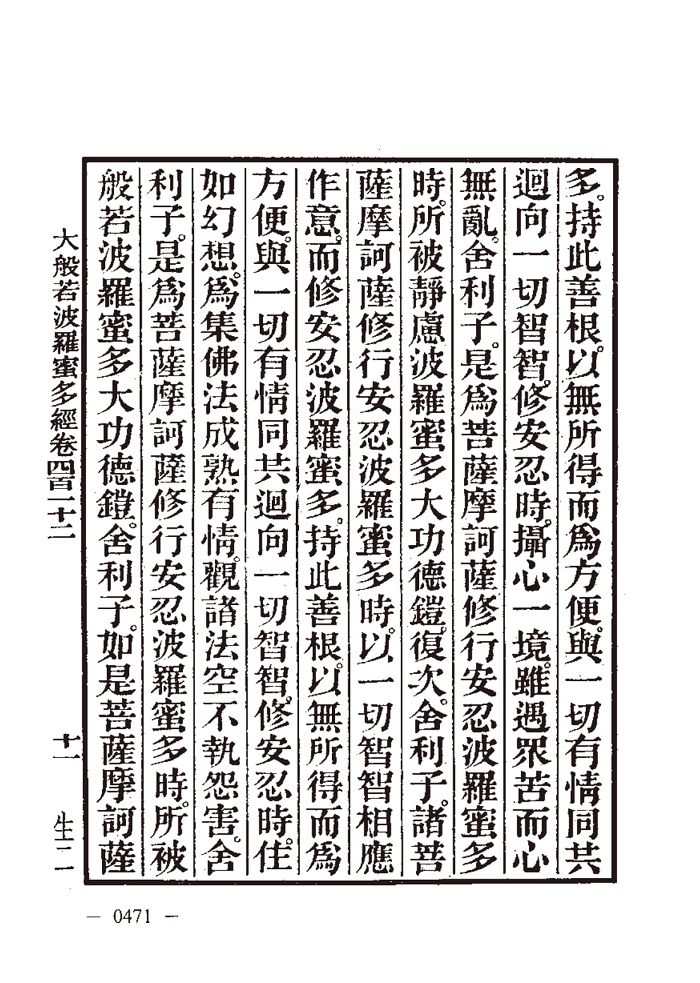 多。持此善根。以無所得而爲方便。與一切有情同共
迴向一切智智。修安忍時。攝心一境。雖遇眾苦而心
無亂。舍利子。是爲菩薩摩訶薩修行安忍波羅蜜多
時。所被靜慮波羅蜜多大功德鎧。復次。舍利子。諸菩
薩摩訶薩修行安忍波羅蜜多時。以一切智智相應
作意。而修安忍波羅蜜多。持此善根。以無所得而爲
方便。與一切有情同共迴向一切智智。修安忍時。住
如幻想。爲集佛法成熟有情。觀諸法空不執怨害。舍
利子。是爲菩薩摩訶薩修行安忍波羅蜜多時。所被
般若波羅蜜多大功德鎧。舍利子。如是菩薩摩訶薩
大般若波羅蜜多經卷四百一十二 十一 生二
— 0471 —